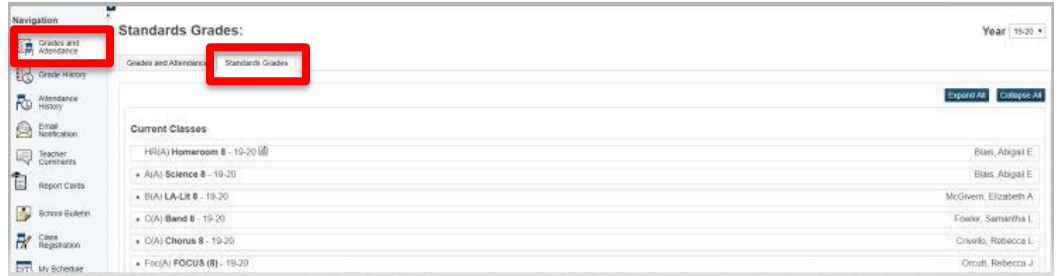 Navigation
Grades and
Attendance
Grade History
Attendance
History
Email
Notification
Teacher
Comments
Report Cards
School Bulletin
Class
Registration
My Schedule
Standards Grades:
Year 19-20
Grades and Attendance
Standards Grades
Expand All
Collapse All
Current Classes
HR(A) Homeroom 8 - 19-20
Blais, Abigail E
A(A) Science 8 - 19-20
Blais, Abigail E
B(A) LA-Lit 8 - 19-20
McGivern, Elizabeth A
C(A) Band 8 - 19-20
Fowler, Samantha L
C(A) Chorus 8 - 19-20
Crivello, Rebecca L
Foc(A) FOCUS (8) - 19-20
Orcutt, Rebecca J